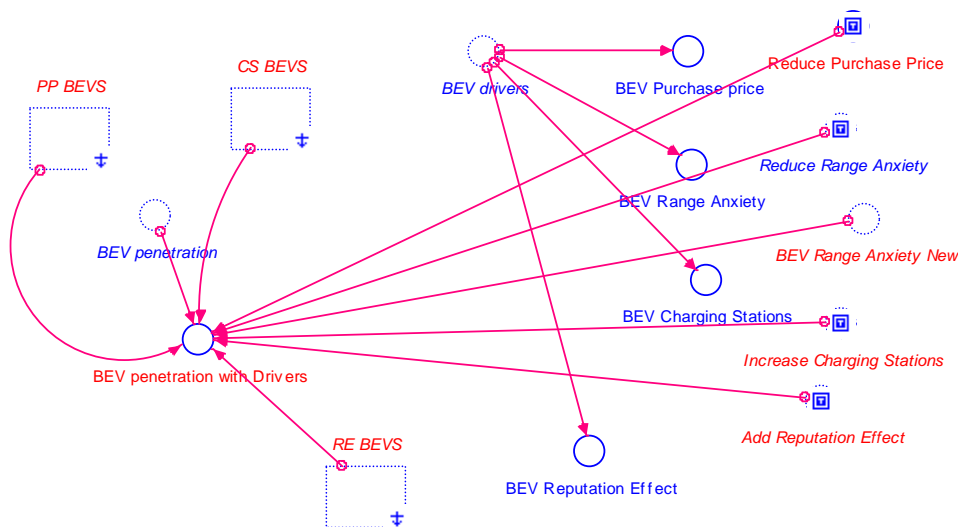 CS BEVS
Reduce Purchase Price
PP BEVS
BEV drivers
BEV Purchase price
Reduce Range Anxiety
BEV Range Anxiety
BEV penetration
BEV Range Anxiety New
BEV Charging Stations
Increase Charging Stations
BEV penetration with Drivers
Add Reputation Effect
RE BEVS
BEV Reputation Effect